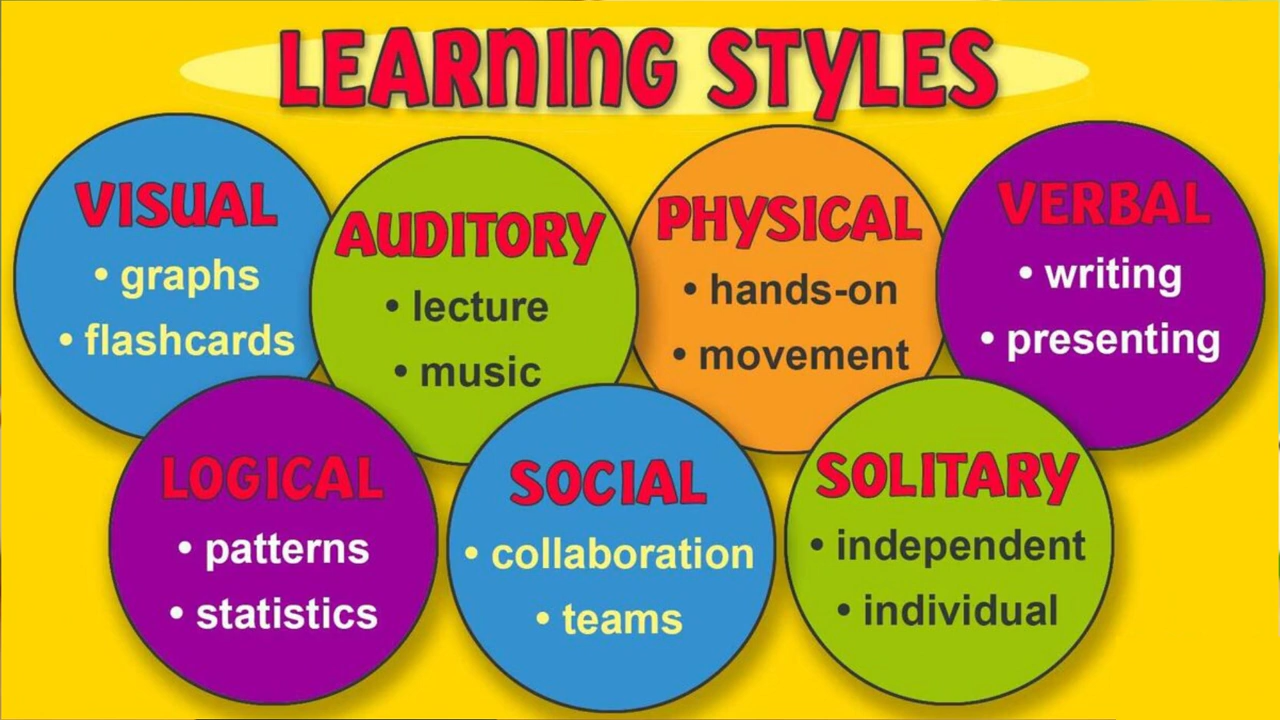 LEARNING STYLES
VISUAL
• graphs
• flashcards
AUDITORY
• lecture
• music
PHYSICAL
• hands-on
• movement
VERBAL
• writing
• presenting
LOGICAL
• patterns
• statistics
SOCIAL
• collaboration
• teams
SOLITARY
• independent
• individual